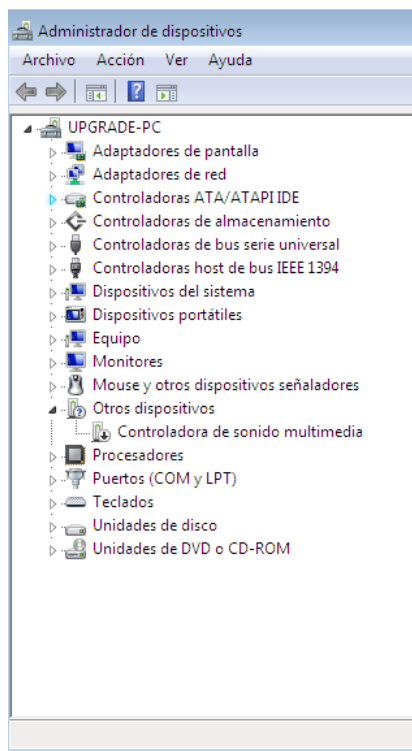 Administrador de dispositivos
Archivo Acción Ver Ayuda
UPGRADE-PC
Adaptadores de pantalla
Adaptadores de red
Controladoras ATA/ATAPI IDE
Controladoras de almacenamiento
Controladoras de bus serie universal
Controladoras host de bus IEEE 1394
Dispositivos del sistema
Dispositivos portátiles
Equipo
Monitores
Mouse y otros dispositivos señaladores
Otros dispositivos
Controladora de sonido multimedia
Procesadores
Puertos (COM y LPT)
Teclados
Unidades de disco
Unidades de DVD o CD-ROM